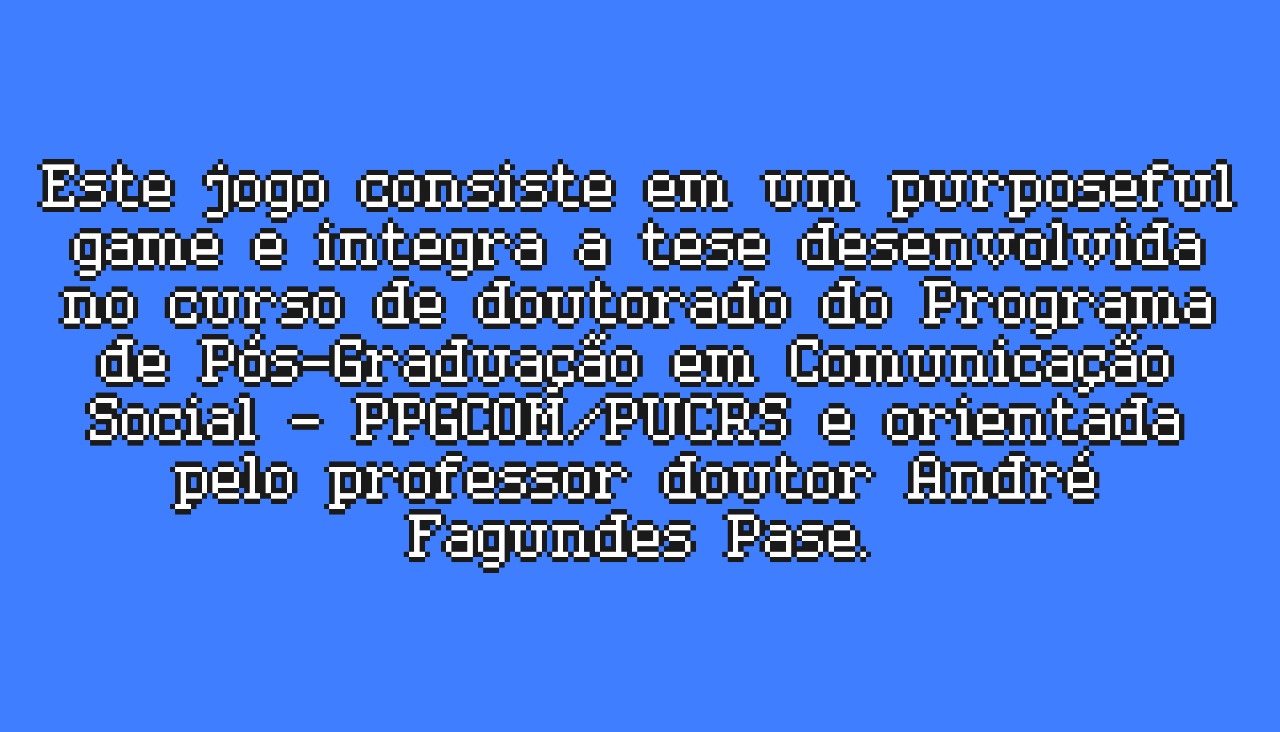 Este jogo consiste em um purposeful
game e integra a tese desenvolvida
no curso de doutorado do Programa
de Pós-Graduação em Comunicação
Social - PPGCOM/PUCRS e orientada
pelo professor doutor André
Fagundes Pase.